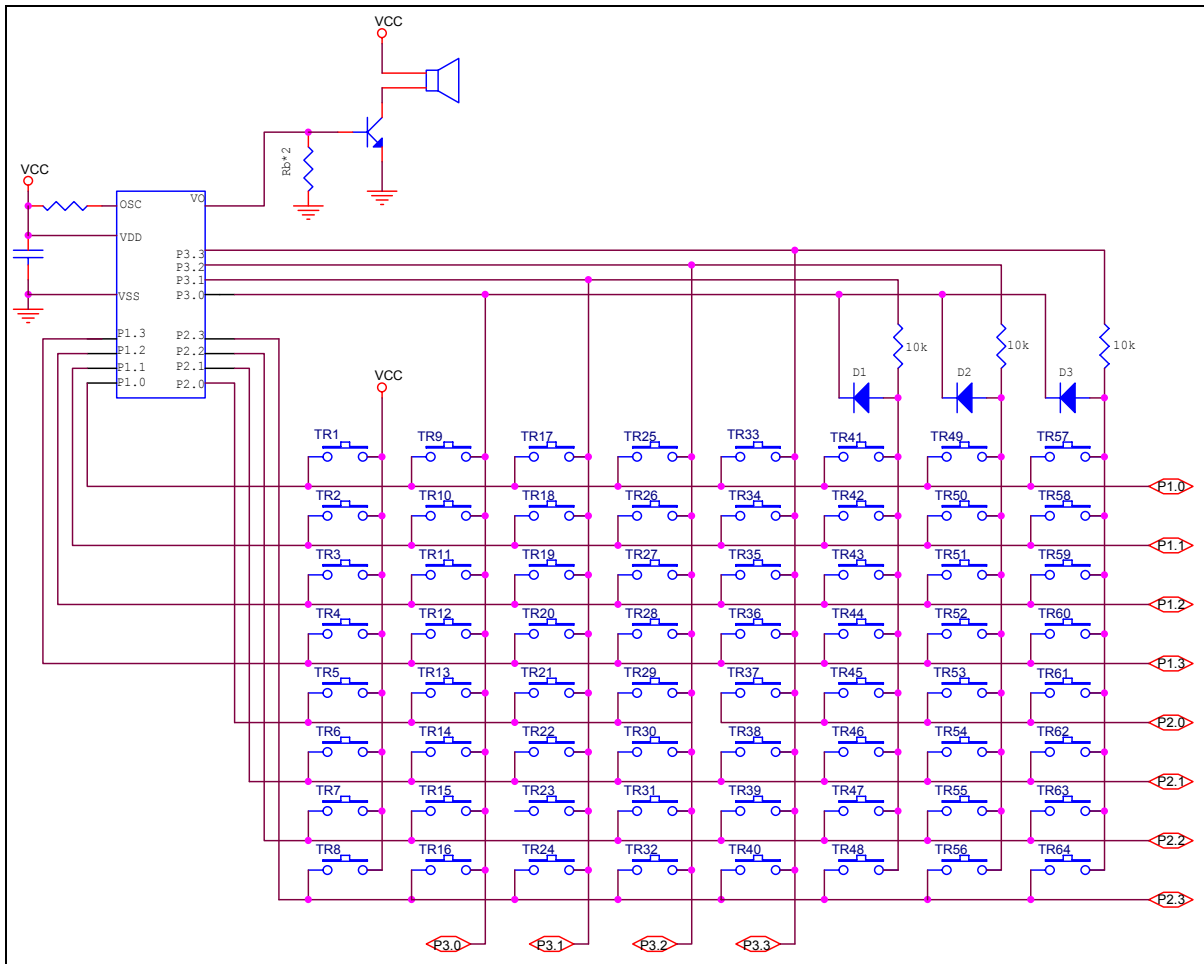 VCC
Rb*2
VCC
OSC
VO
VDD
P3.3
P3.2
P3.1
VSS
P3.0
P1.3
P2.3
P1.2
P2.2
P1.1
P2.1
P1.0
P2.0
10k
10k
10k
D1
D2
D3
VCC
TR1 TR9 TR17 TR25 TR33 TR41 TR49 TR57
P1.0
TR2 TR10 TR18 TR26 TR34 TR42 TR50 TR58
P1.1
TR3 TR11 TR19 TR27 TR35 TR43 TR51 TR59
P1.2
TR4 TR12 TR20 TR28 TR36 TR44 TR52 TR60
P1.3
TR5 TR13 TR21 TR29 TR37 TR45 TR53 TR61
P2.0
TR6 TR14 TR22 TR30 TR38 TR46 TR54 TR62
P2.1
TR7 TR15 TR23 TR31 TR39 TR47 TR55 TR63
P2.2
TR8 TR16 TR24 TR32 TR40 TR48 TR56 TR64
P2.3
P3.0 P3.1 P3.2 P3.3